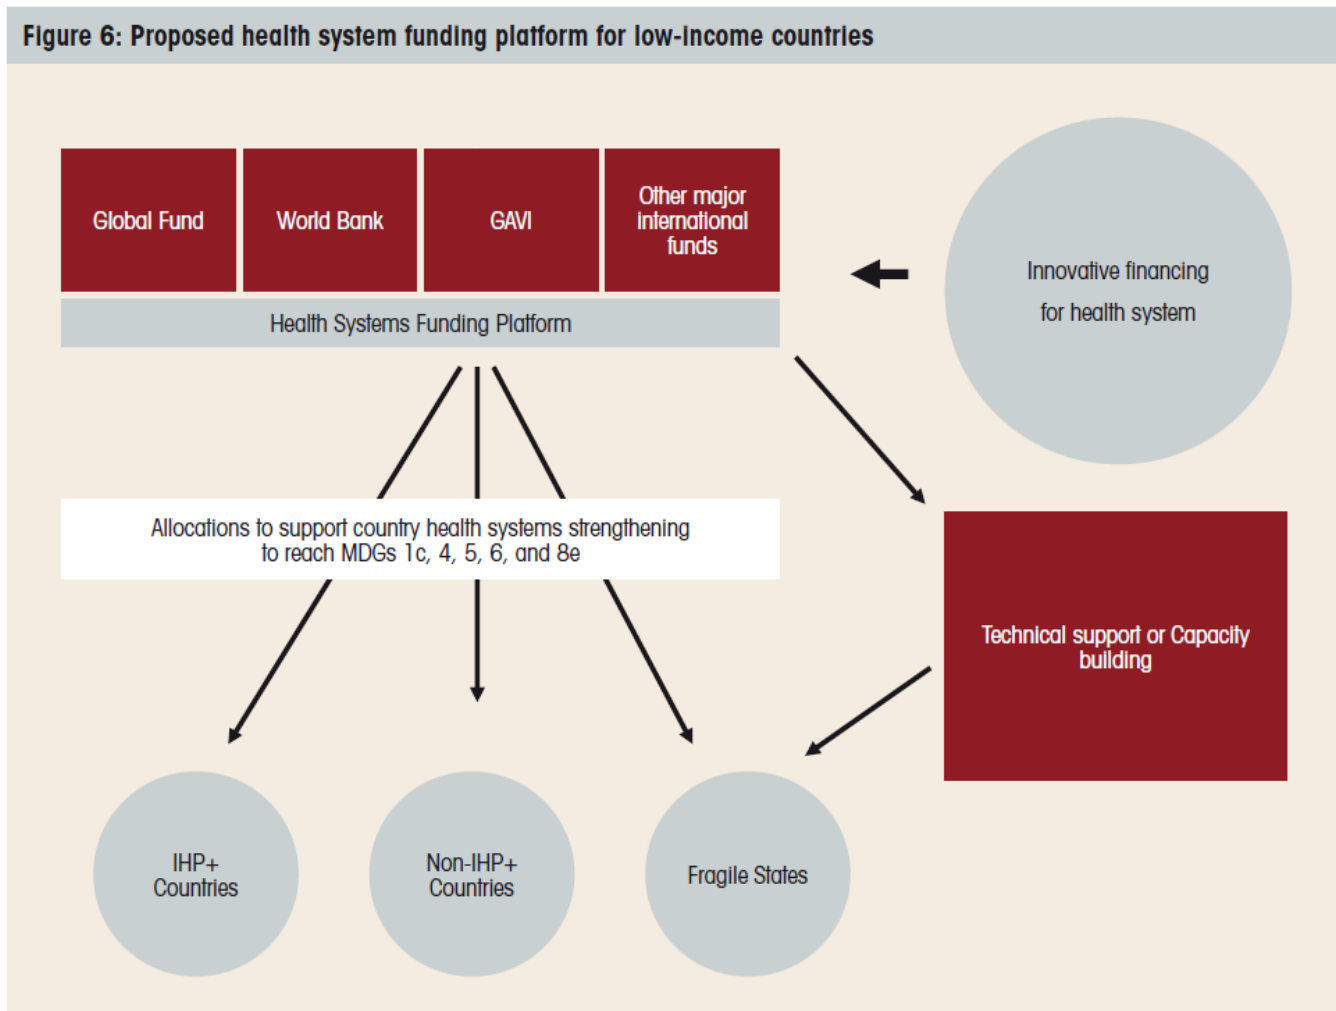 Figure 6: Proposed health system funding platform for low-income countries
Global Fund
World Bank
GAVI
Other major
international
funds
Health Systems Funding Platform
Innovative financing
for health system
Allocations to support country health systems strengthening
to reach MDGs 1c, 4, 5, 6, and 8e
Technical support or Capacity
building
IHP+
Countries
Non-IHP+
Countries
Fragile States